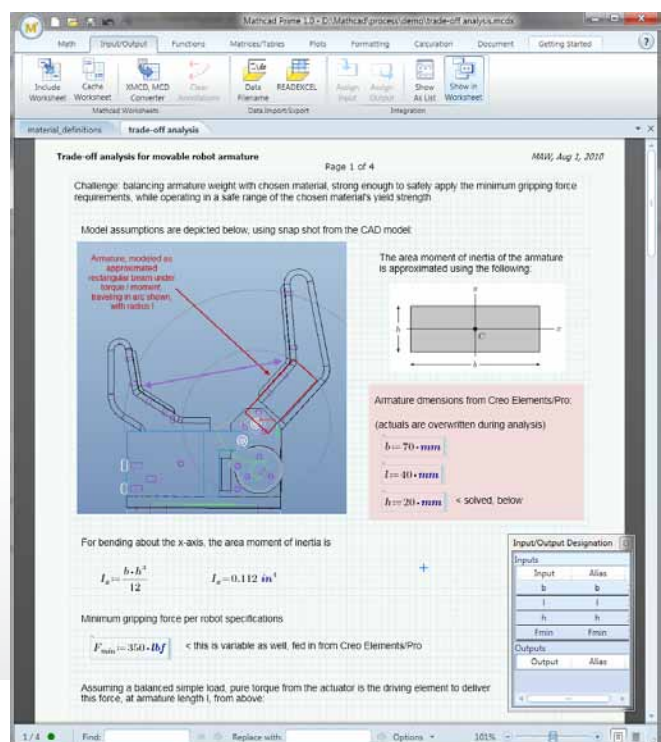 Mathcad Prime 1.0 - D:\Mathcad\process\demo\trade-off analysis.mcdx
Math Input/Output Functions Matrices/Tables Plots Formatting Calculation Document Getting Started
Include Worksheet
Cache Worksheet
XMCD, MCD Converter
Clear Annotations
Data Filename
READEXCEL
Assign Input
Assign Output
Show As List
Show in Worksheet
Mathcad Worksheets Data Import/Export Integration
material_definitions trade-off analysis
Trade-off analysis for movable robot armature
MAW, Aug 1, 2010
Page 1 of 4
Challenge: balancing armature weight with chosen material, strong enough to safely apply the minimum gripping force
requirements, while operating in a safe range of the chosen material's yield strength
Model assumptions are depicted below, using snap shot from the CAD model:
Armature, modeled as
approximated
rectangular beam under
torque / moment,
traveling in arc shown,
with radius l
The area moment of inertia of the armature
is approximated using the following:
h
C
x
b
Armature dmensions from Creo Elements/Pro:
(actuals are overwritten during analysis)
b:=70·mm
l:=40·mm
h:=20·mm < solved, below
For bending about the x-axis, the area moment of inertia is
Iₓ:=b·h³/12 Iₓ=0.112 in⁴
Minimum gripping force per robot specifications
Fmin:=350·lbf < this is variable as well, fed in from Creo Elements/Pro
Assuming a balanced simple load, pure torque from the actuator is the driving element to deliver
this force, at armature length l, from above:
Input/Output Designation
Inputs
Input Alias
b b
l l
h h
Fmin Fmin
Outputs
Output Alias
1/4 Find: Replace with: Options 101%